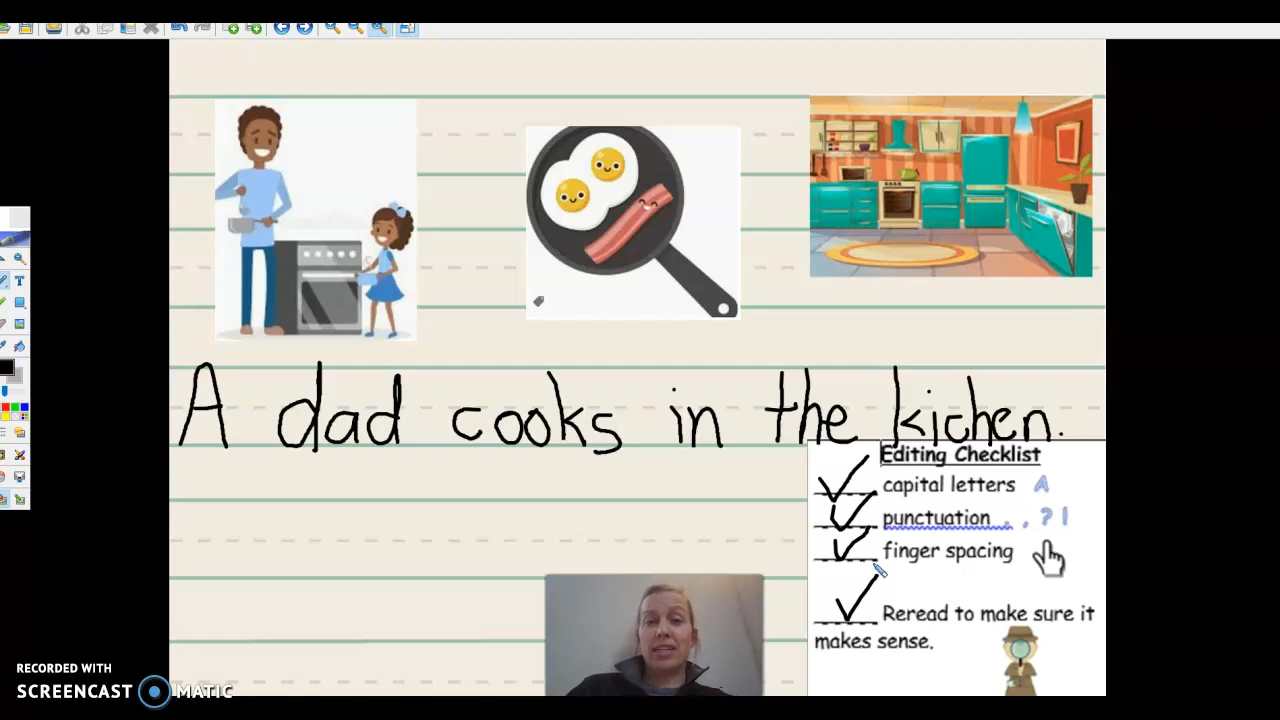 A dad cooks in the kichen.
Editing Checklist
capital letters A
punctuation . , ? !
finger spacing
Reread to make sure it
makes sense.
RECORDED WITH
SCREENCAST MATIC